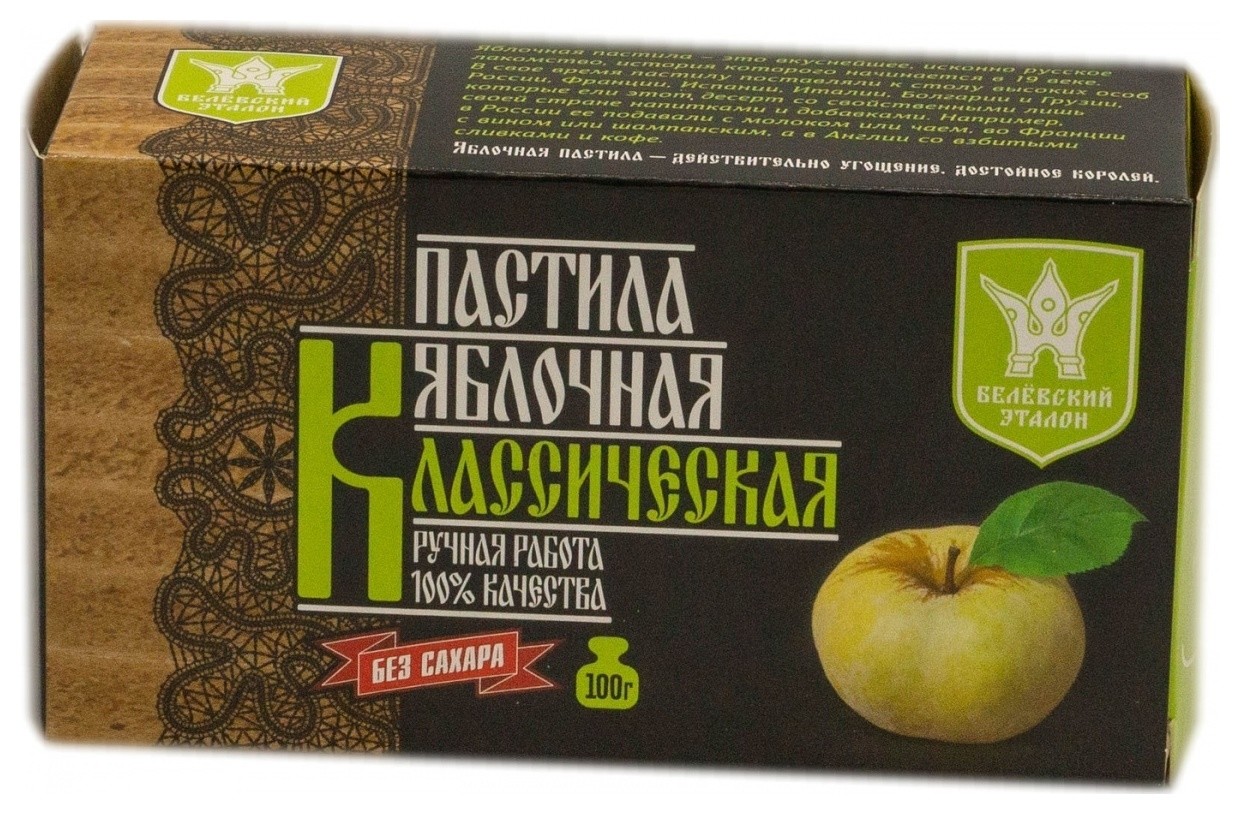 БЕЛЁВСКИЙ
ЭТАЛОН
Яблочная пастила – это вкуснейшее, исконно русское
лакомство, история которого начинается в 19 веке.
В свое время пастилу поставляли к столу высоких особ
России, Франции, Испании, Италии, Болгарии и Грузии,
которые ели этот десерт со свойственными лишь
своей стране напитками и добавками. Например,
в России ее подавали с молоком или чаем, во Франции
с вином или шампанским, а в Англии со взбитыми
сливками и кофе.
Яблочная пастила — действительно угощение, достойное королей.
ПАСТИЛА
ЯБЛОЧНАЯ
КЛАССИЧЕСКАЯ
РУЧНАЯ РАБОТА
100% КАЧЕСТВА
БЕЗ САХАРА
100г
БЕЛЁВСКИЙ
ЭТАЛОН